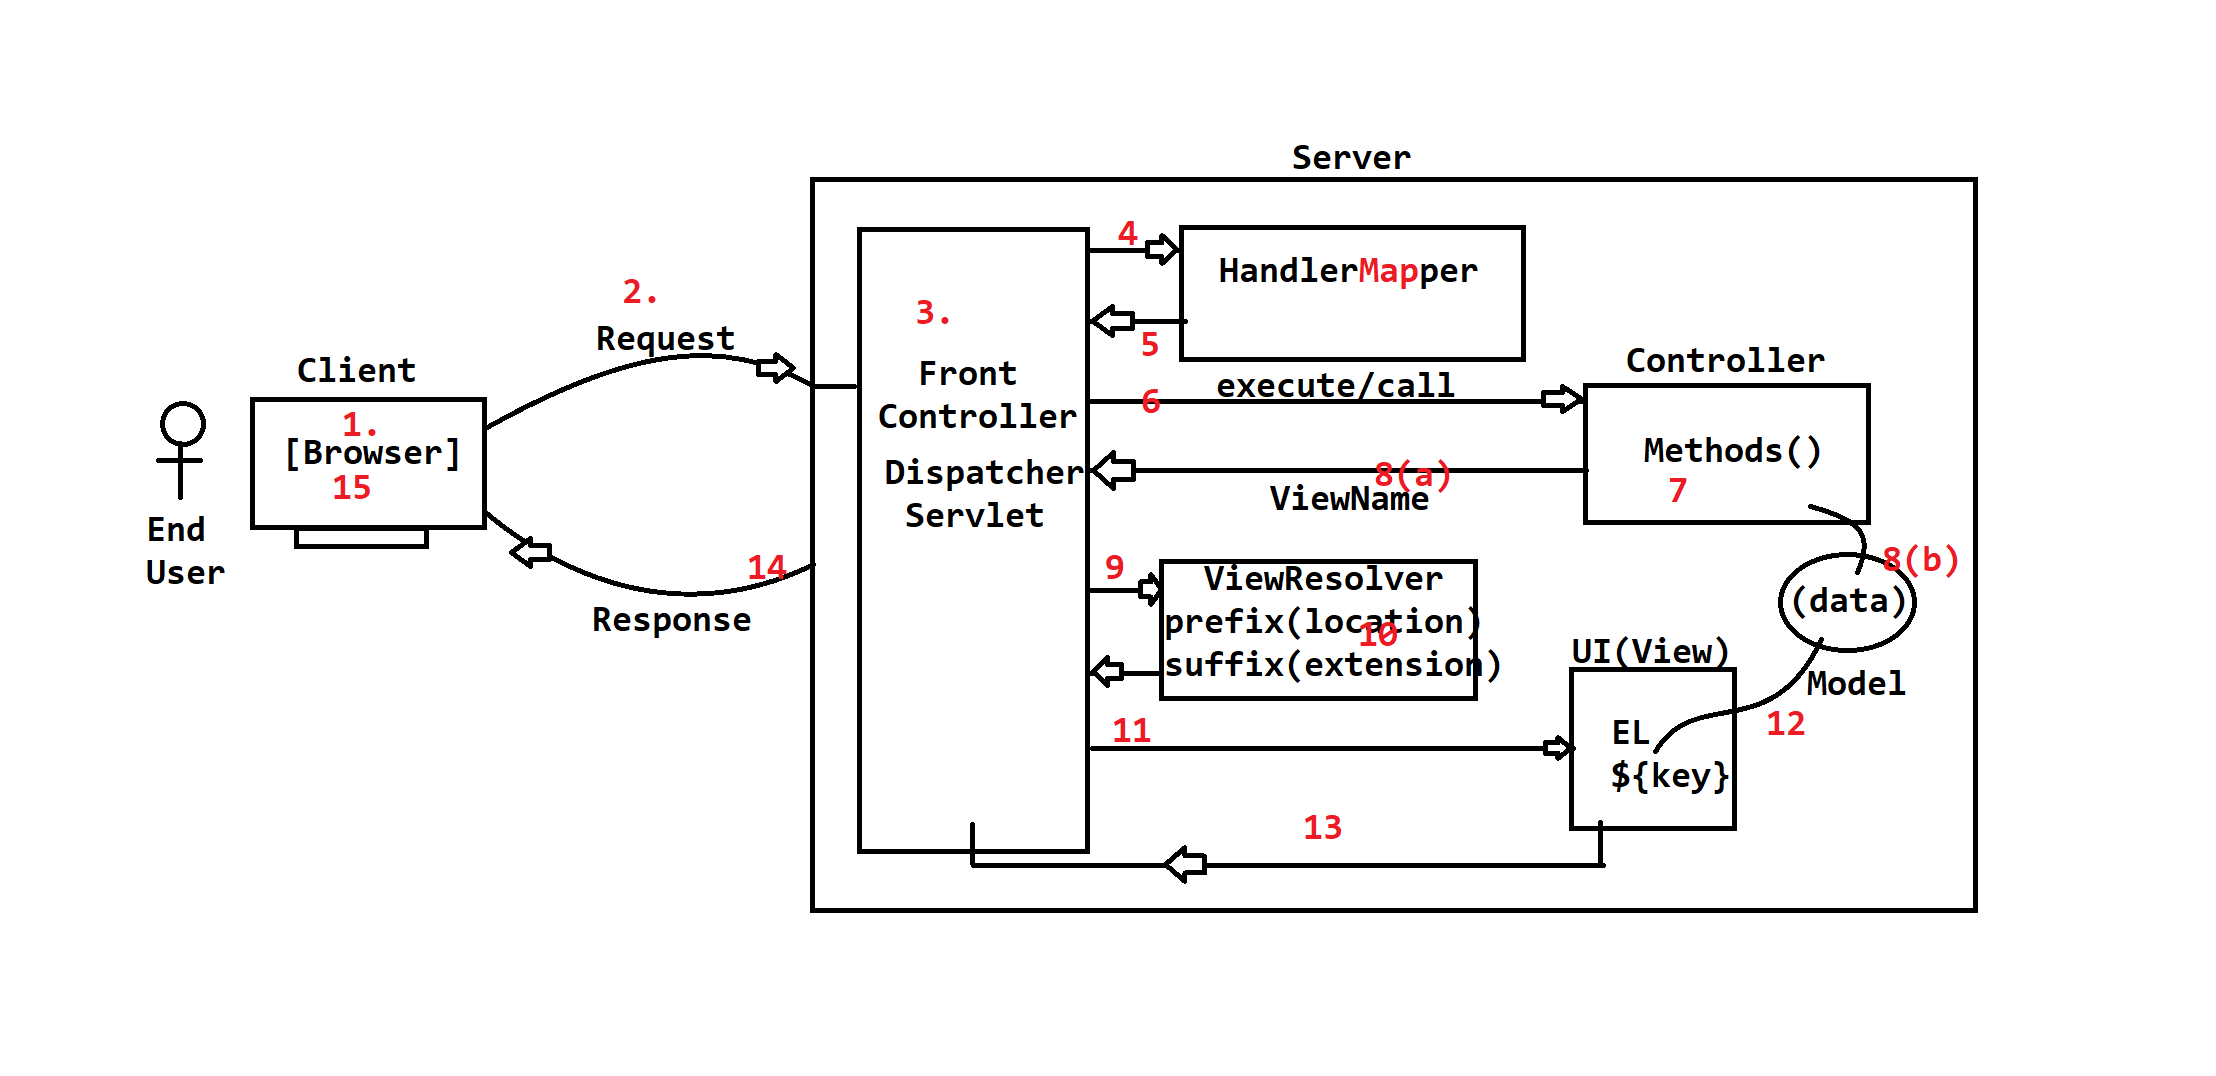 Server
4
HandlerMapper
2.
3.
Request
5
Client
Front
Controller
execute/call
6
Controller
1.
[Browser]
15
Dispatcher
Servlet
8(a)
ViewName
Methods()
7
End
User
14
Response
9
ViewResolver
prefix(location)
10
suffix(extension)
8(b)
(data)
Model
UI(View)
11
12
EL
${key}
13